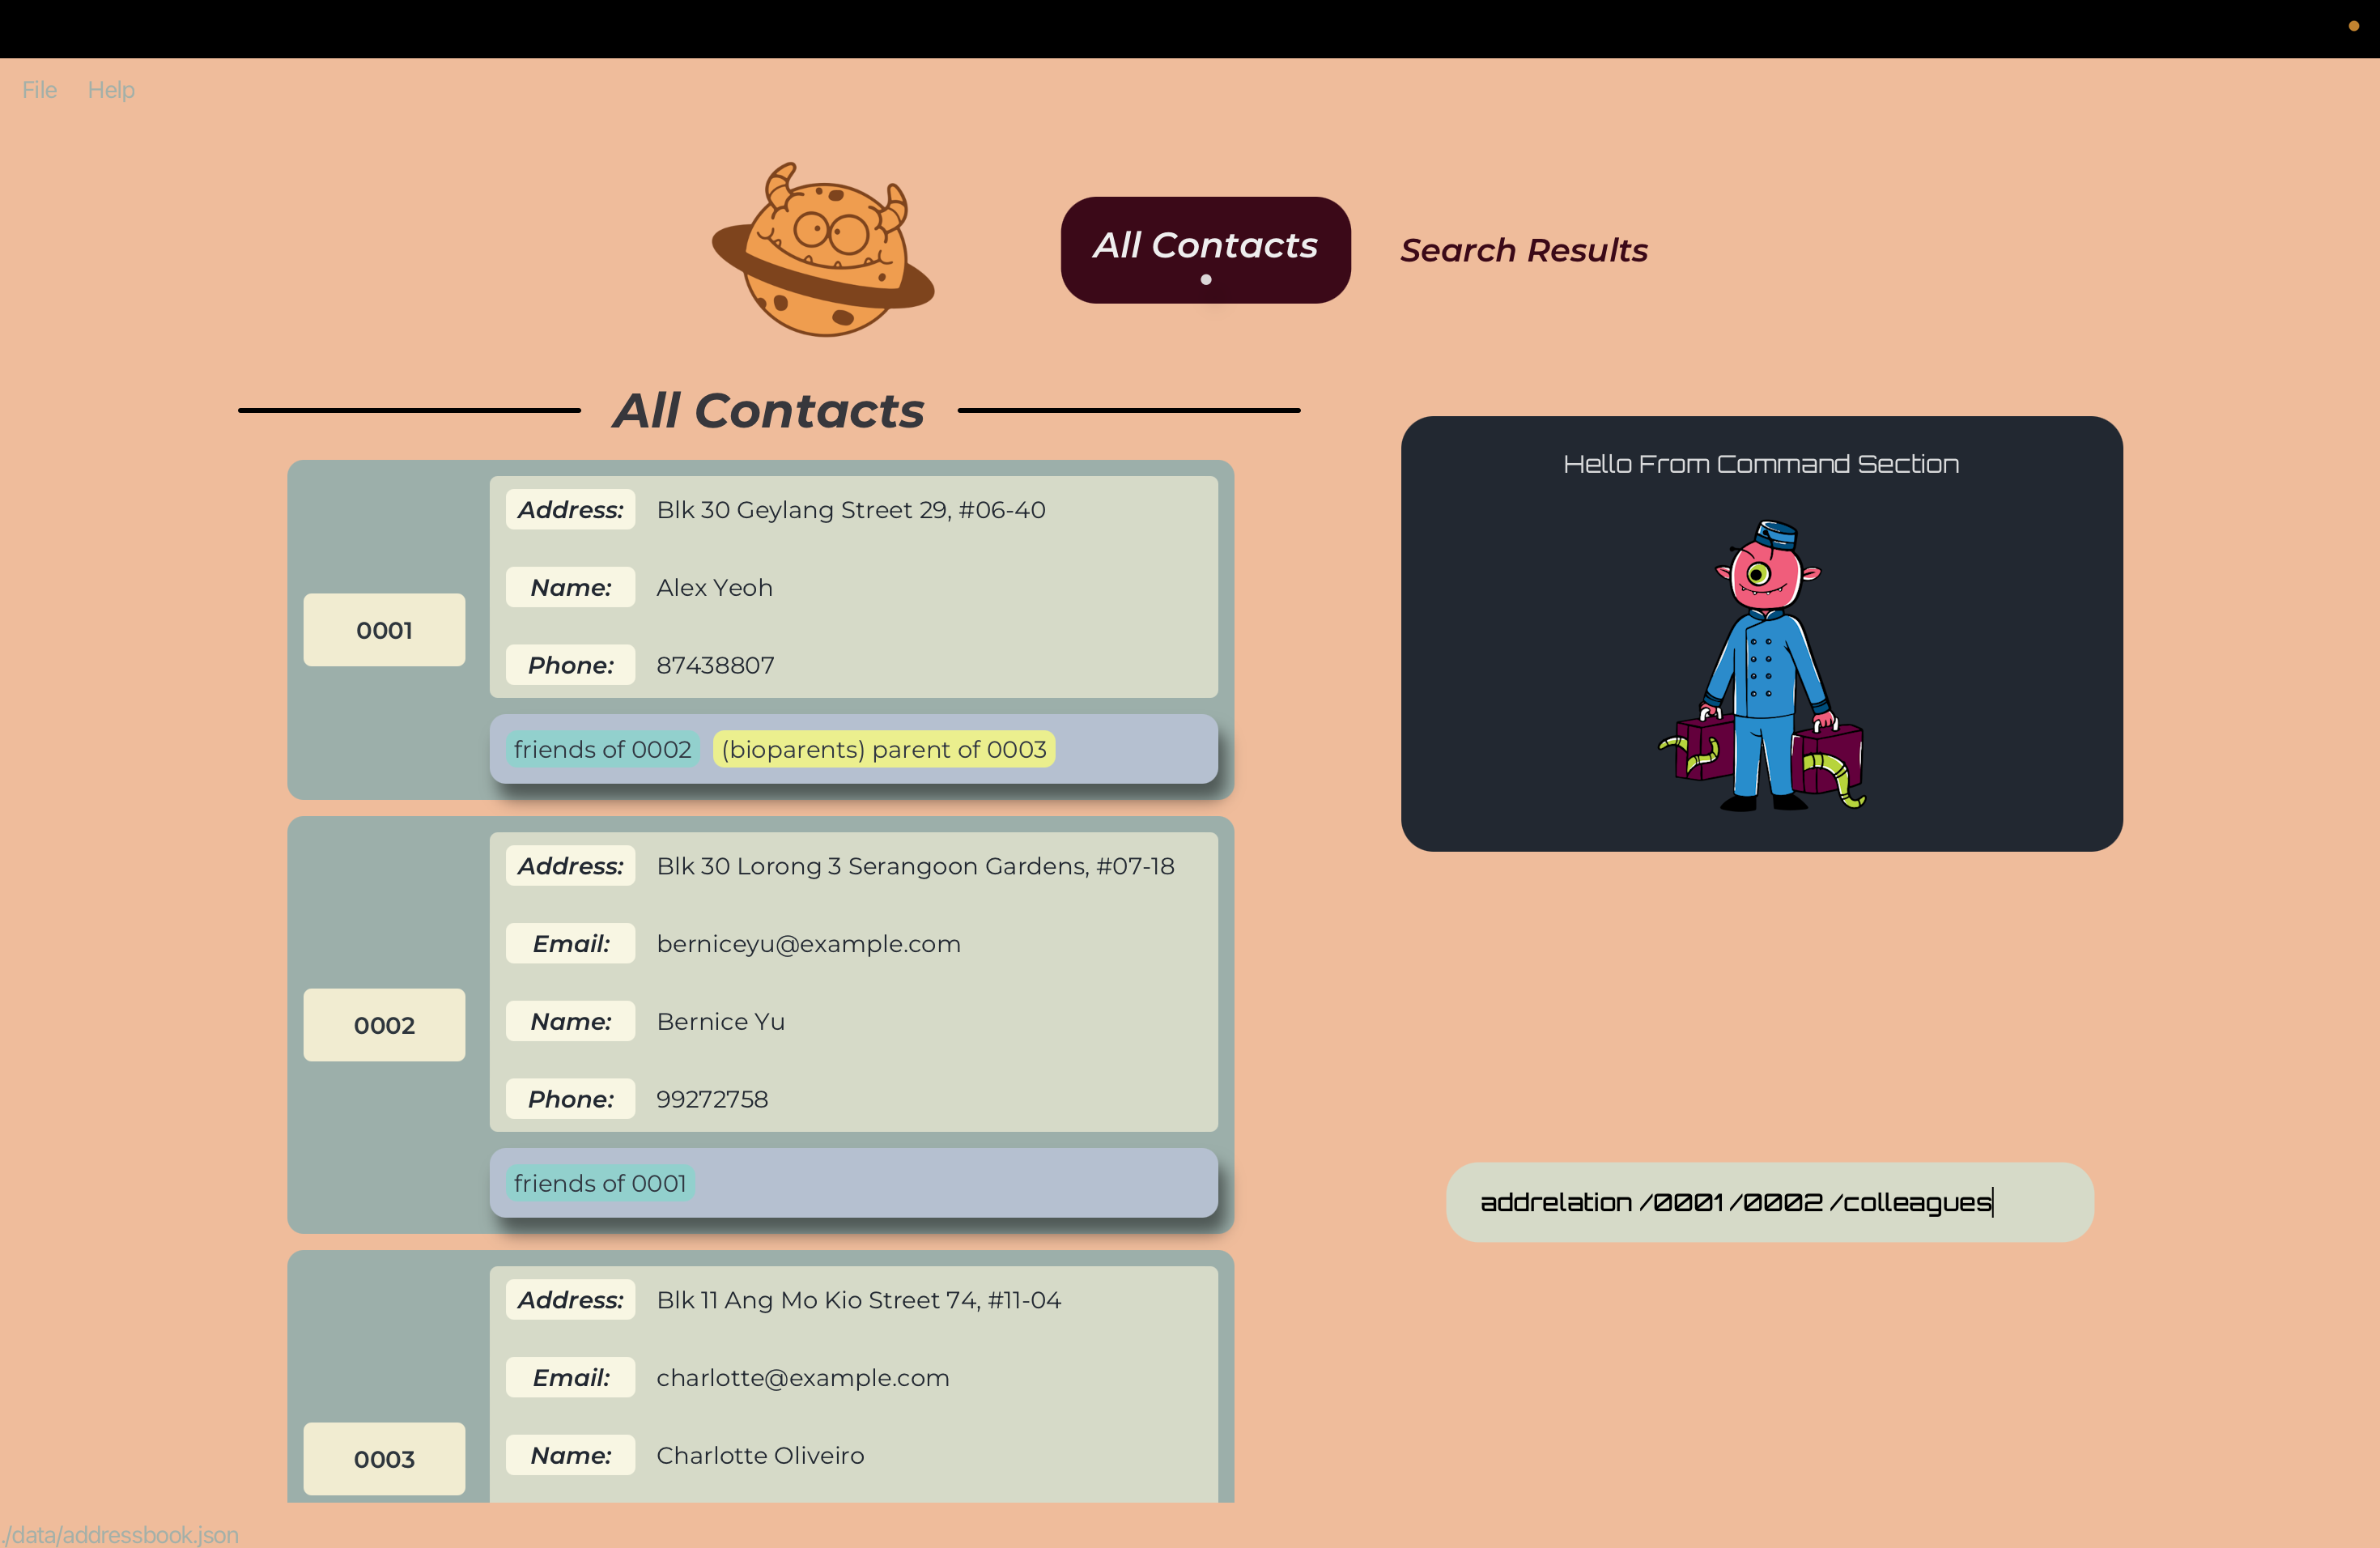 File Help
All Contacts
Search Results
All Contacts
0001
Address: Blk 30 Geylang Street 29, #06-40
Name: Alex Yeoh
Phone: 87438807
friends of 0002 (bioparents) parent of 0003
0002
Address: Blk 30 Lorong 3 Serangoon Gardens, #07-18
Email: berniceyu@example.com
Name: Bernice Yu
Phone: 99272758
friends of 0001
0003
Address: Blk 11 Ang Mo Kio Street 74, #11-04
Email: charlotte@example.com
Name: Charlotte Oliveiro
Hello From Command Section
addrelation /0001 /0002 /colleagues
./data/addressbook.json